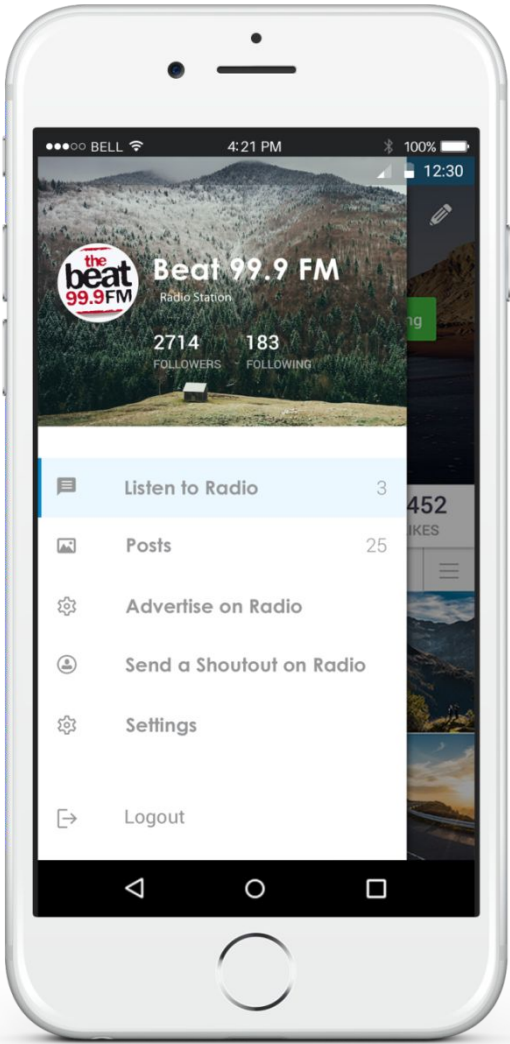 ●●●○○ BELL 4:21 PM 100%
12:30
the
beat
99.9FM
Beat 99.9 FM
Radio Station
2714 183
FOLLOWERS FOLLOWING
ng
Listen to Radio 3
452
IKES
Posts 25
Advertise on Radio
Send a Shoutout on Radio
Settings
Logout